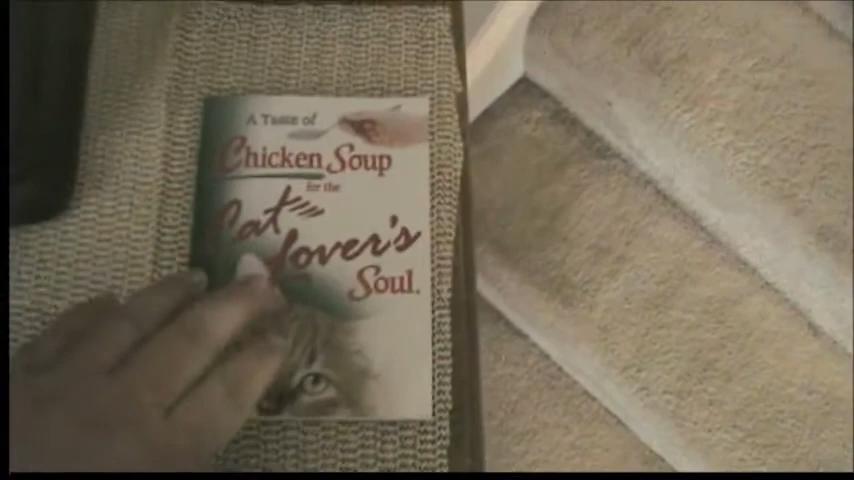 A Taste of
Chicken Soup
for the
Cat
Lover's
Soul.